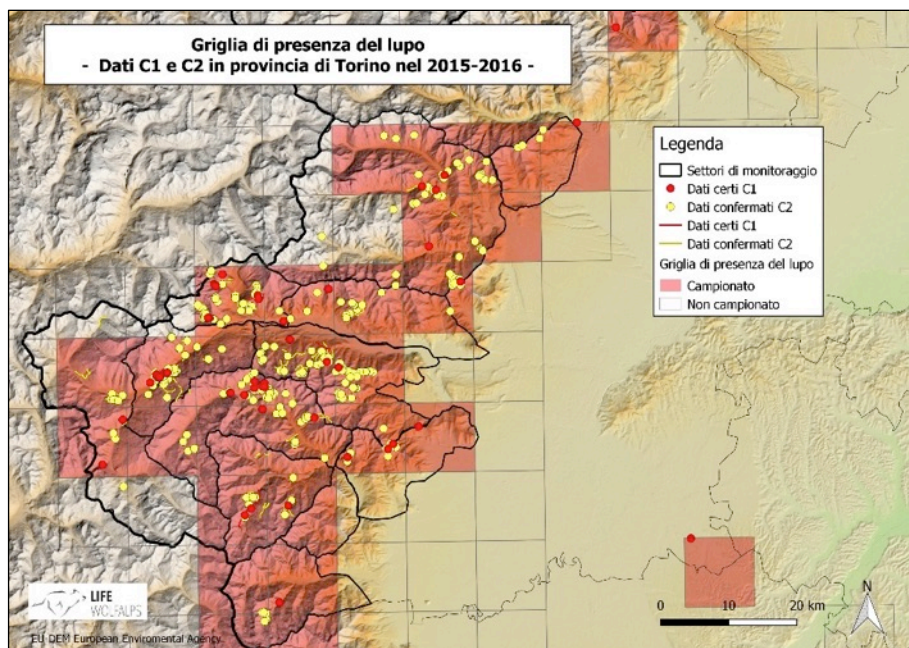 Griglia di presenza del lupo
- Dati C1 e C2 in provincia di Torino nel 2015-2016 -
Legenda
Settori di monitoraggio
Dati certi C1
Dati confermati C2
Dati certi C1
Dati confermati C2
Griglia di presenza del lupo
Campionato
Non campionato
LIFE
WOLFALPS
N
0 10 20 km
EU-DEM European Enviromental Agency